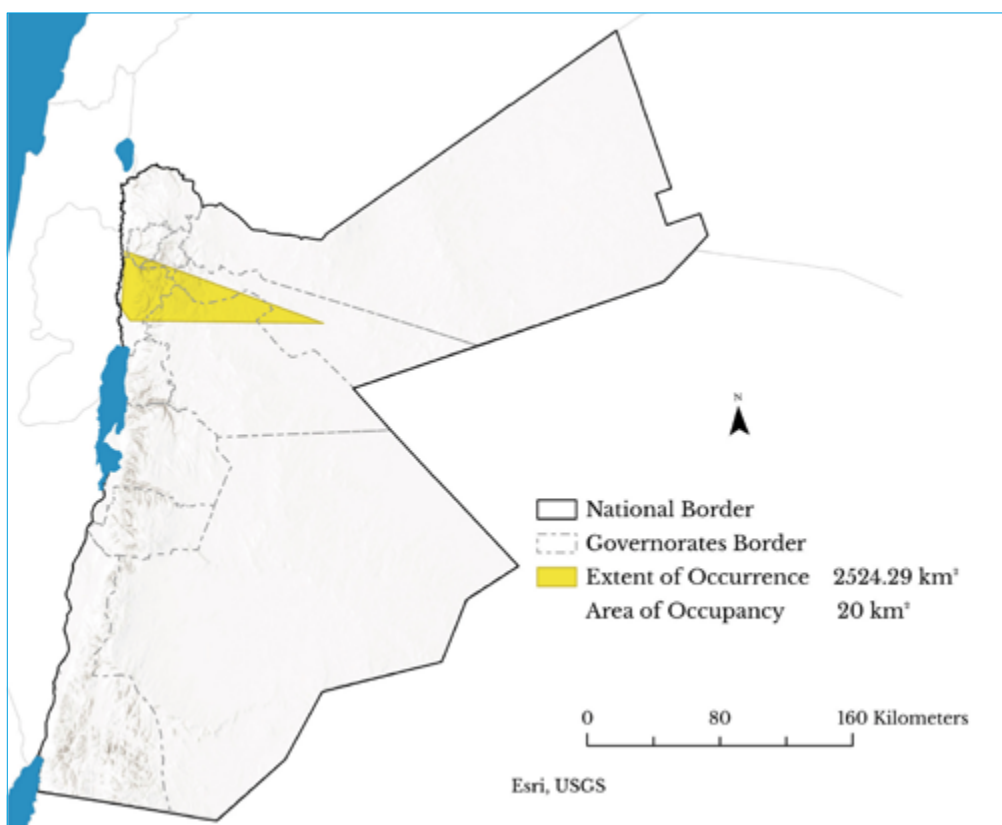 N
National Border
Governorates Border
Extent of Occurrence 2524.29 km²
Area of Occupancy 20 km²
0 80 160 Kilometers
Esri, USGS